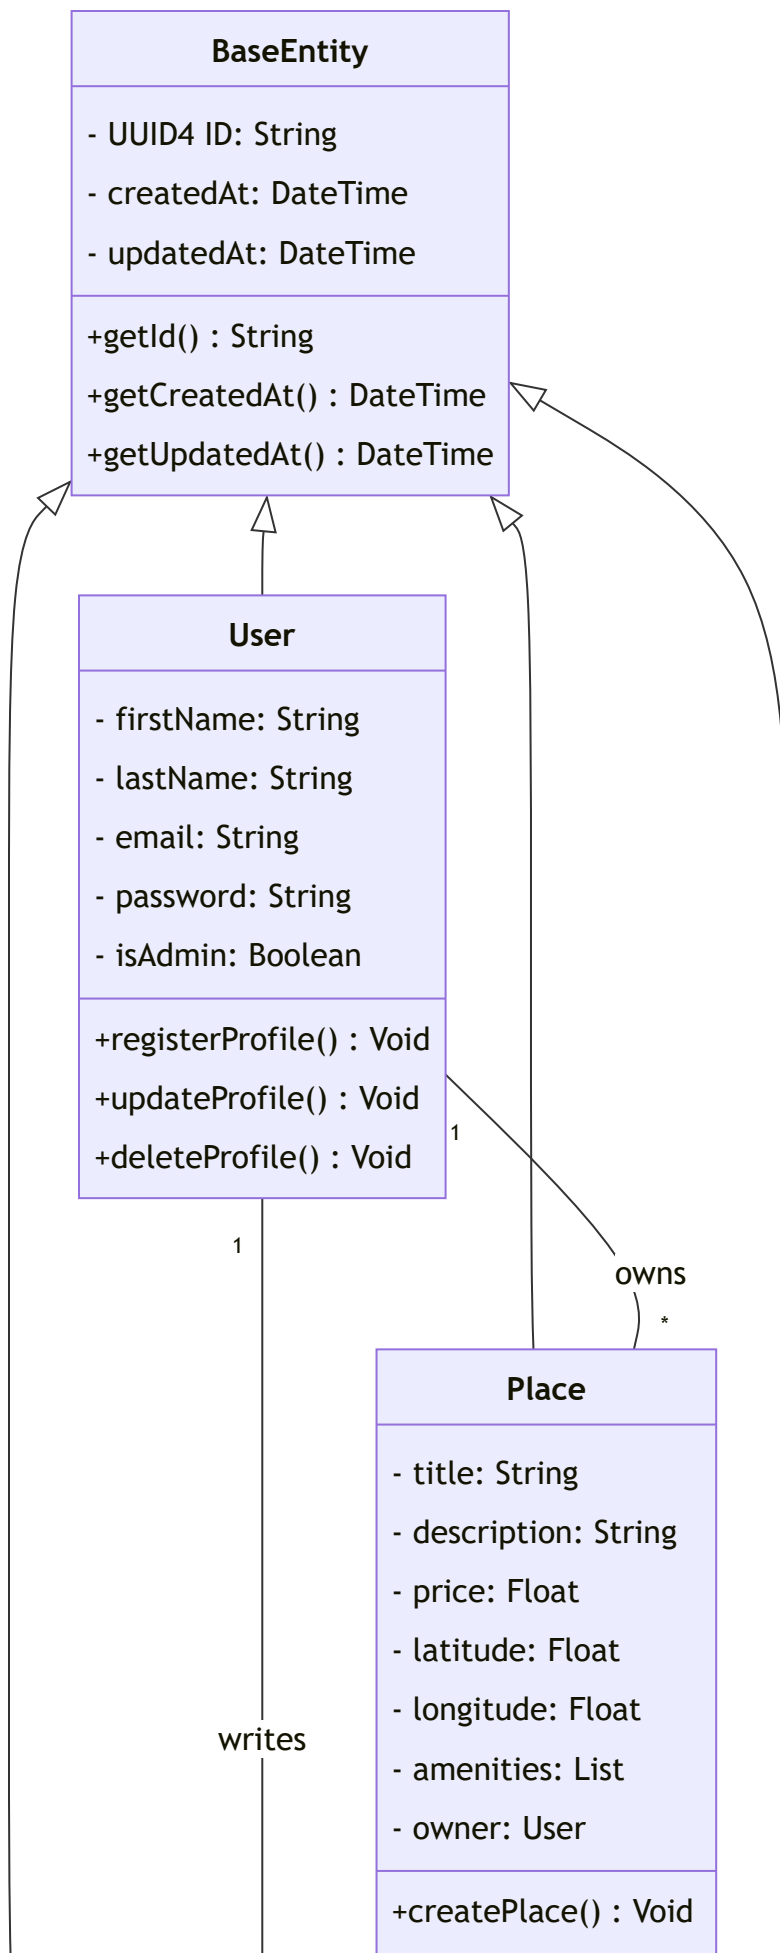 BaseEntity
- UUID4 ID: String
- createdAt: DateTime
- updatedAt: DateTime
+getId() : String
+getCreatedAt() : DateTime
+getUpdatedAt() : DateTime
User
- firstName: String
- lastName: String
- email: String
- password: String
- isAdmin: Boolean
+registerProfile() : Void
+updateProfile() : Void
+deleteProfile() : Void
1
1
owns
*
Place
- title: String
- description: String
- price: Float
- latitude: Float
- longitude: Float
- amenities: List
- owner: User
+createPlace() : Void
writes